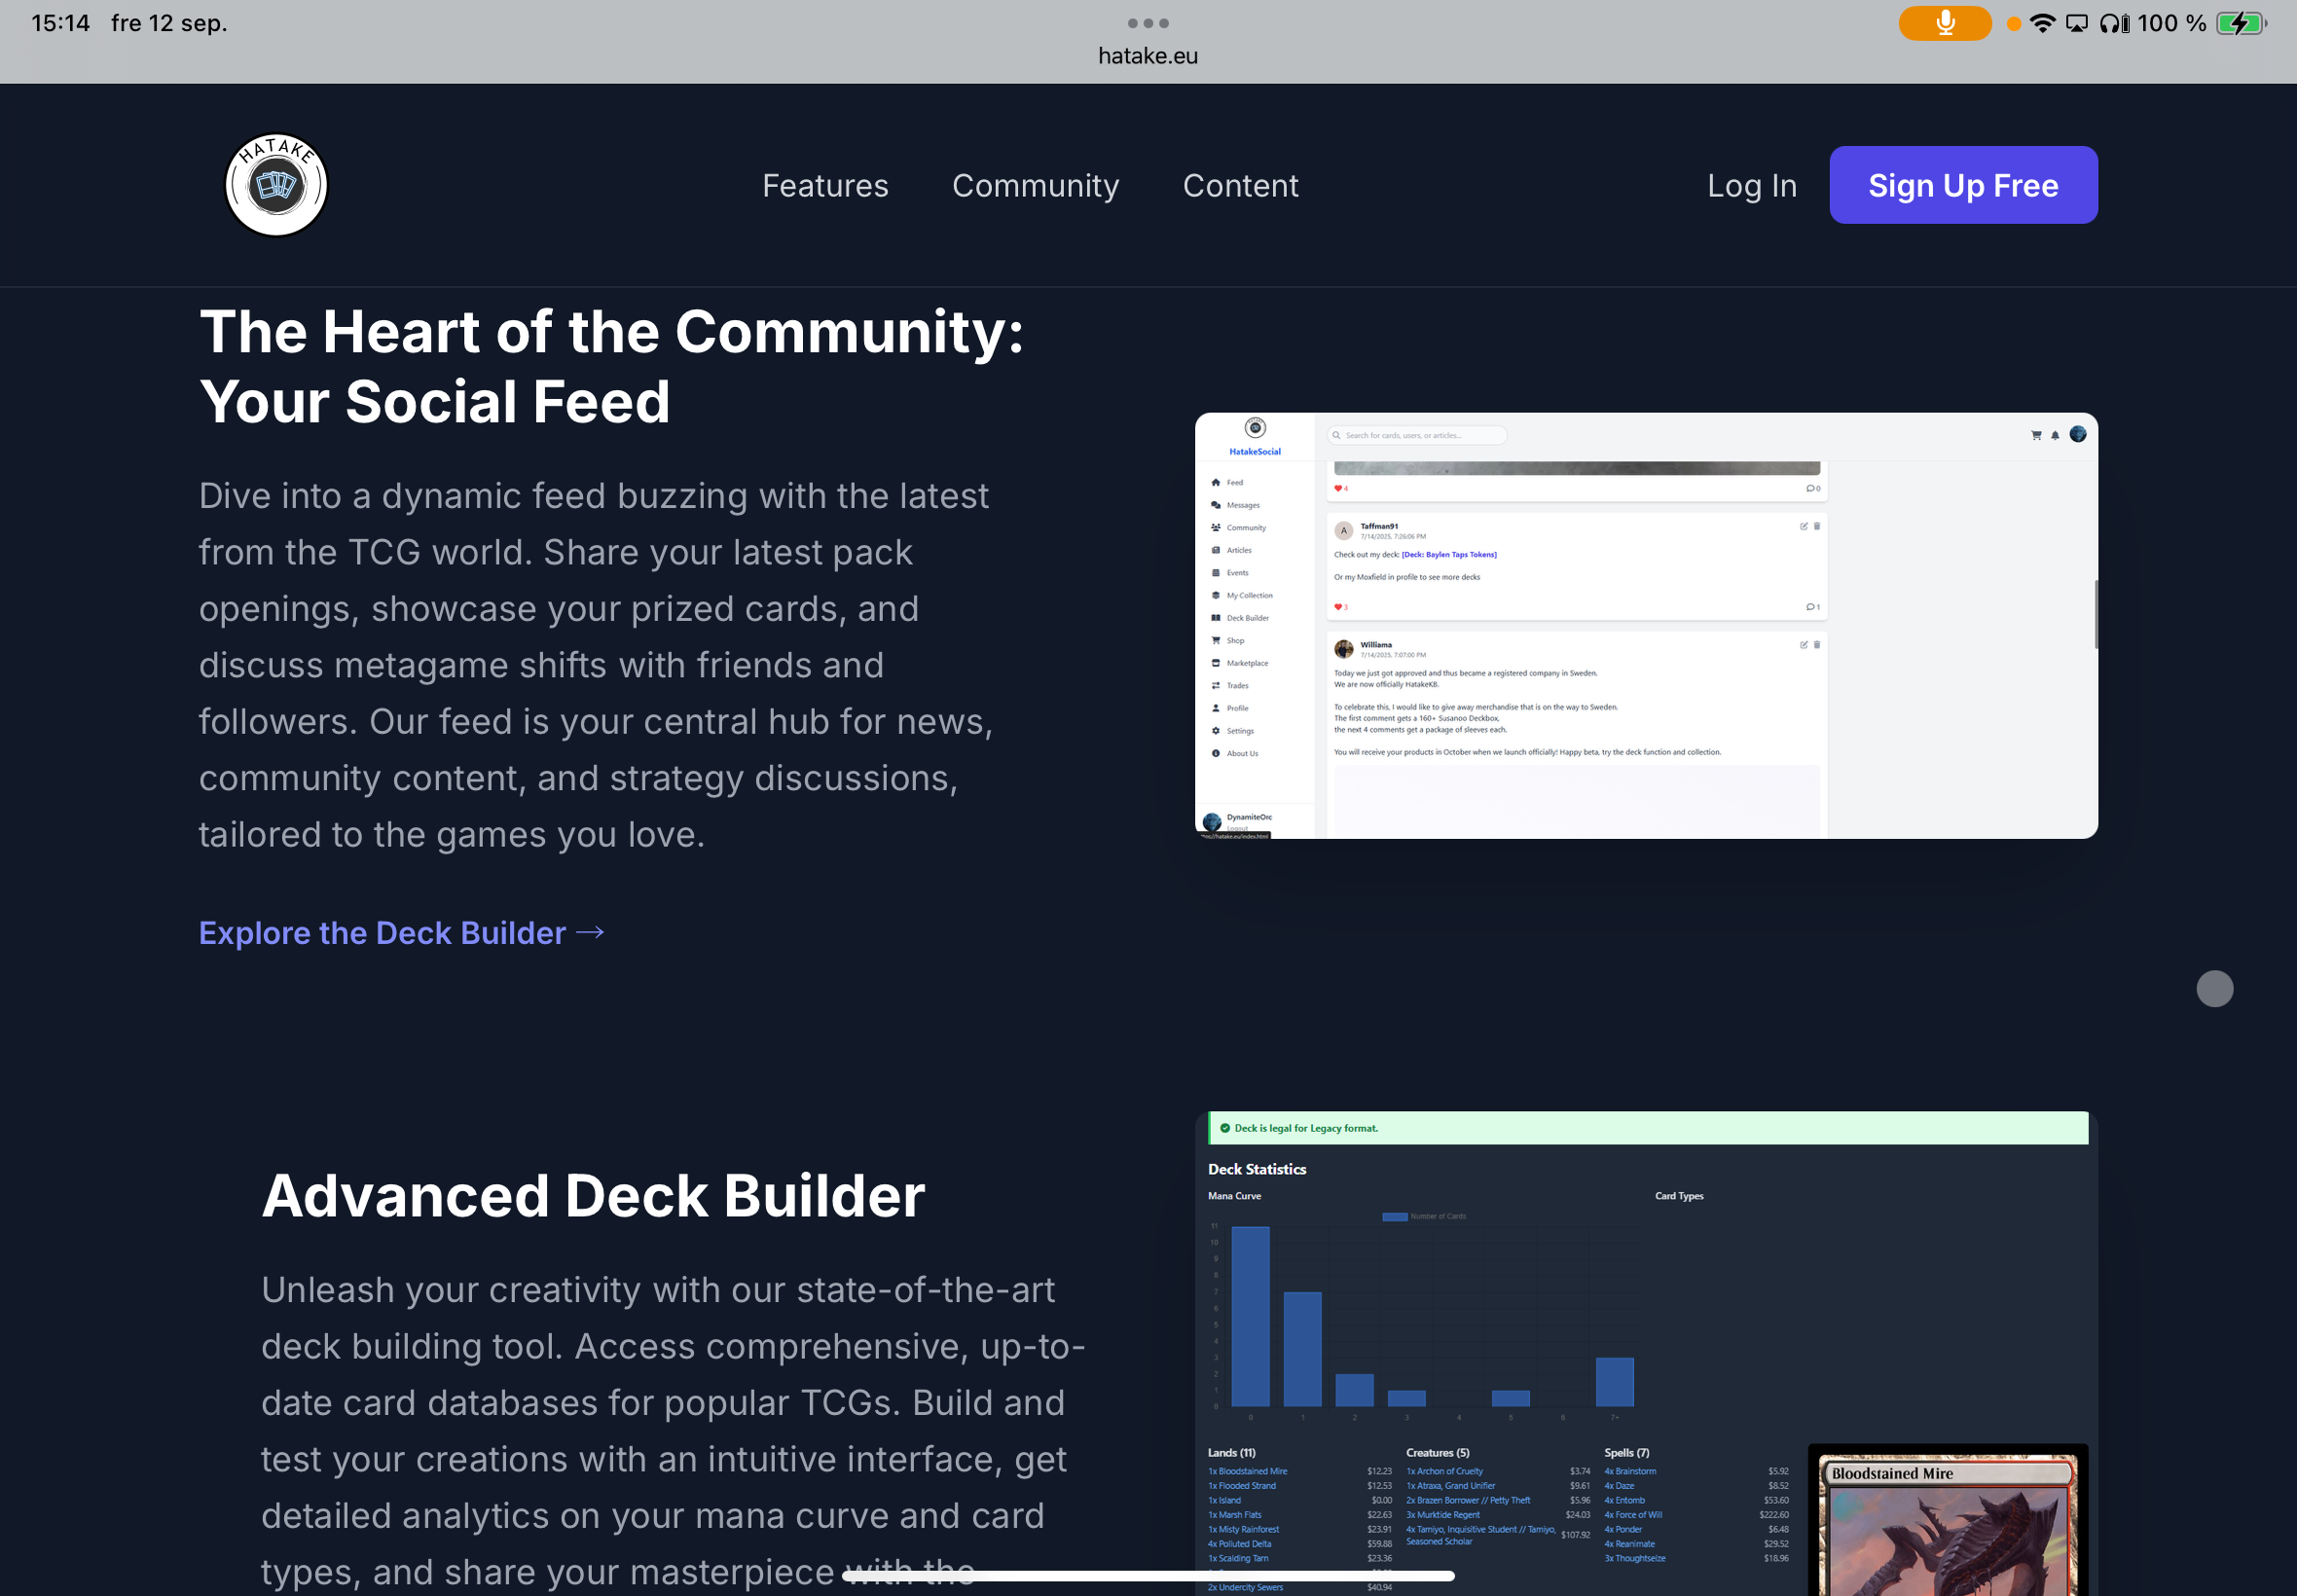 15:14 fre 12 sep.
100 %
hatake.eu
HATAKE
Features
Community
Content
Log In
Sign Up Free
The Heart of the Community:
Your Social Feed
Dive into a dynamic feed buzzing with the latest
from the TCG world. Share your latest pack
openings, showcase your prized cards, and
discuss metagame shifts with friends and
followers. Our feed is your central hub for news,
community content, and strategy discussions,
tailored to the games you love.
Explore the Deck Builder →
HatakeSocial
Search for cards, users, or articles...
Feed
Messages
Community
Articles
Events
My Collection
Deck Builder
Shop
Marketplace
Trades
Profile
Settings
About Us
DynamiteOrc
Logout
4
0
A
Taffman91
7/14/2025, 7:26:06 PM
Check out my deck: [Deck: Baylen Taps Tokens]
Or my Moxfield in profile to see more decks
3
1
Williama
7/14/2025, 7:07:00 PM
Today we just got approved and thus became a registered company in Sweden.
We are now officially HatakeKB.
To celebrate this, I would like to give away merchandise that is on the way to Sweden.
The first comment gets a 160+ Susanoo Deckbox,
the next 4 comments get a package of sleeves each.
You will receive your products in October when we launch officially! Happy beta, try the deck function and collection.
Advanced Deck Builder
Unleash your creativity with our state-of-the-art
deck building tool. Access comprehensive, up-to-
date card databases for popular TCGs. Build and
test your creations with an intuitive interface, get
detailed analytics on your mana curve and card
types, and share your masterpiece with the
Deck is legal for Legacy format.
Deck Statistics
Mana Curve
Card Types
Number of Cards
11
10
9
8
7
6
5
4
3
2
1
0
0 1 2 3 4 5 6 7+
Lands (11)
1x Bloodstained Mire $12.23
1x Flooded Strand $12.53
1x Island $0.00
1x Marsh Flats $22.63
1x Misty Rainforest $23.91
4x Polluted Delta $59.88
1x Scalding Tarn $23.36
2x Undercity Sewers $40.94
Creatures (5)
1x Archon of Cruelty $3.74
1x Atraxa, Grand Unifier $9.61
2x Brazen Borrower // Petty Theft $5.96
3x Murktide Regent $24.03
4x Tamiyo, Inquisitive Student // Tamiyo, $107.92
Seasoned Scholar
Spells (7)
4x Brainstorm $5.92
4x Daze $8.52
4x Entomb $53.60
4x Force of Will $222.60
4x Ponder $6.48
4x Reanimate $29.52
3x Thoughtseize $18.96
Bloodstained Mire